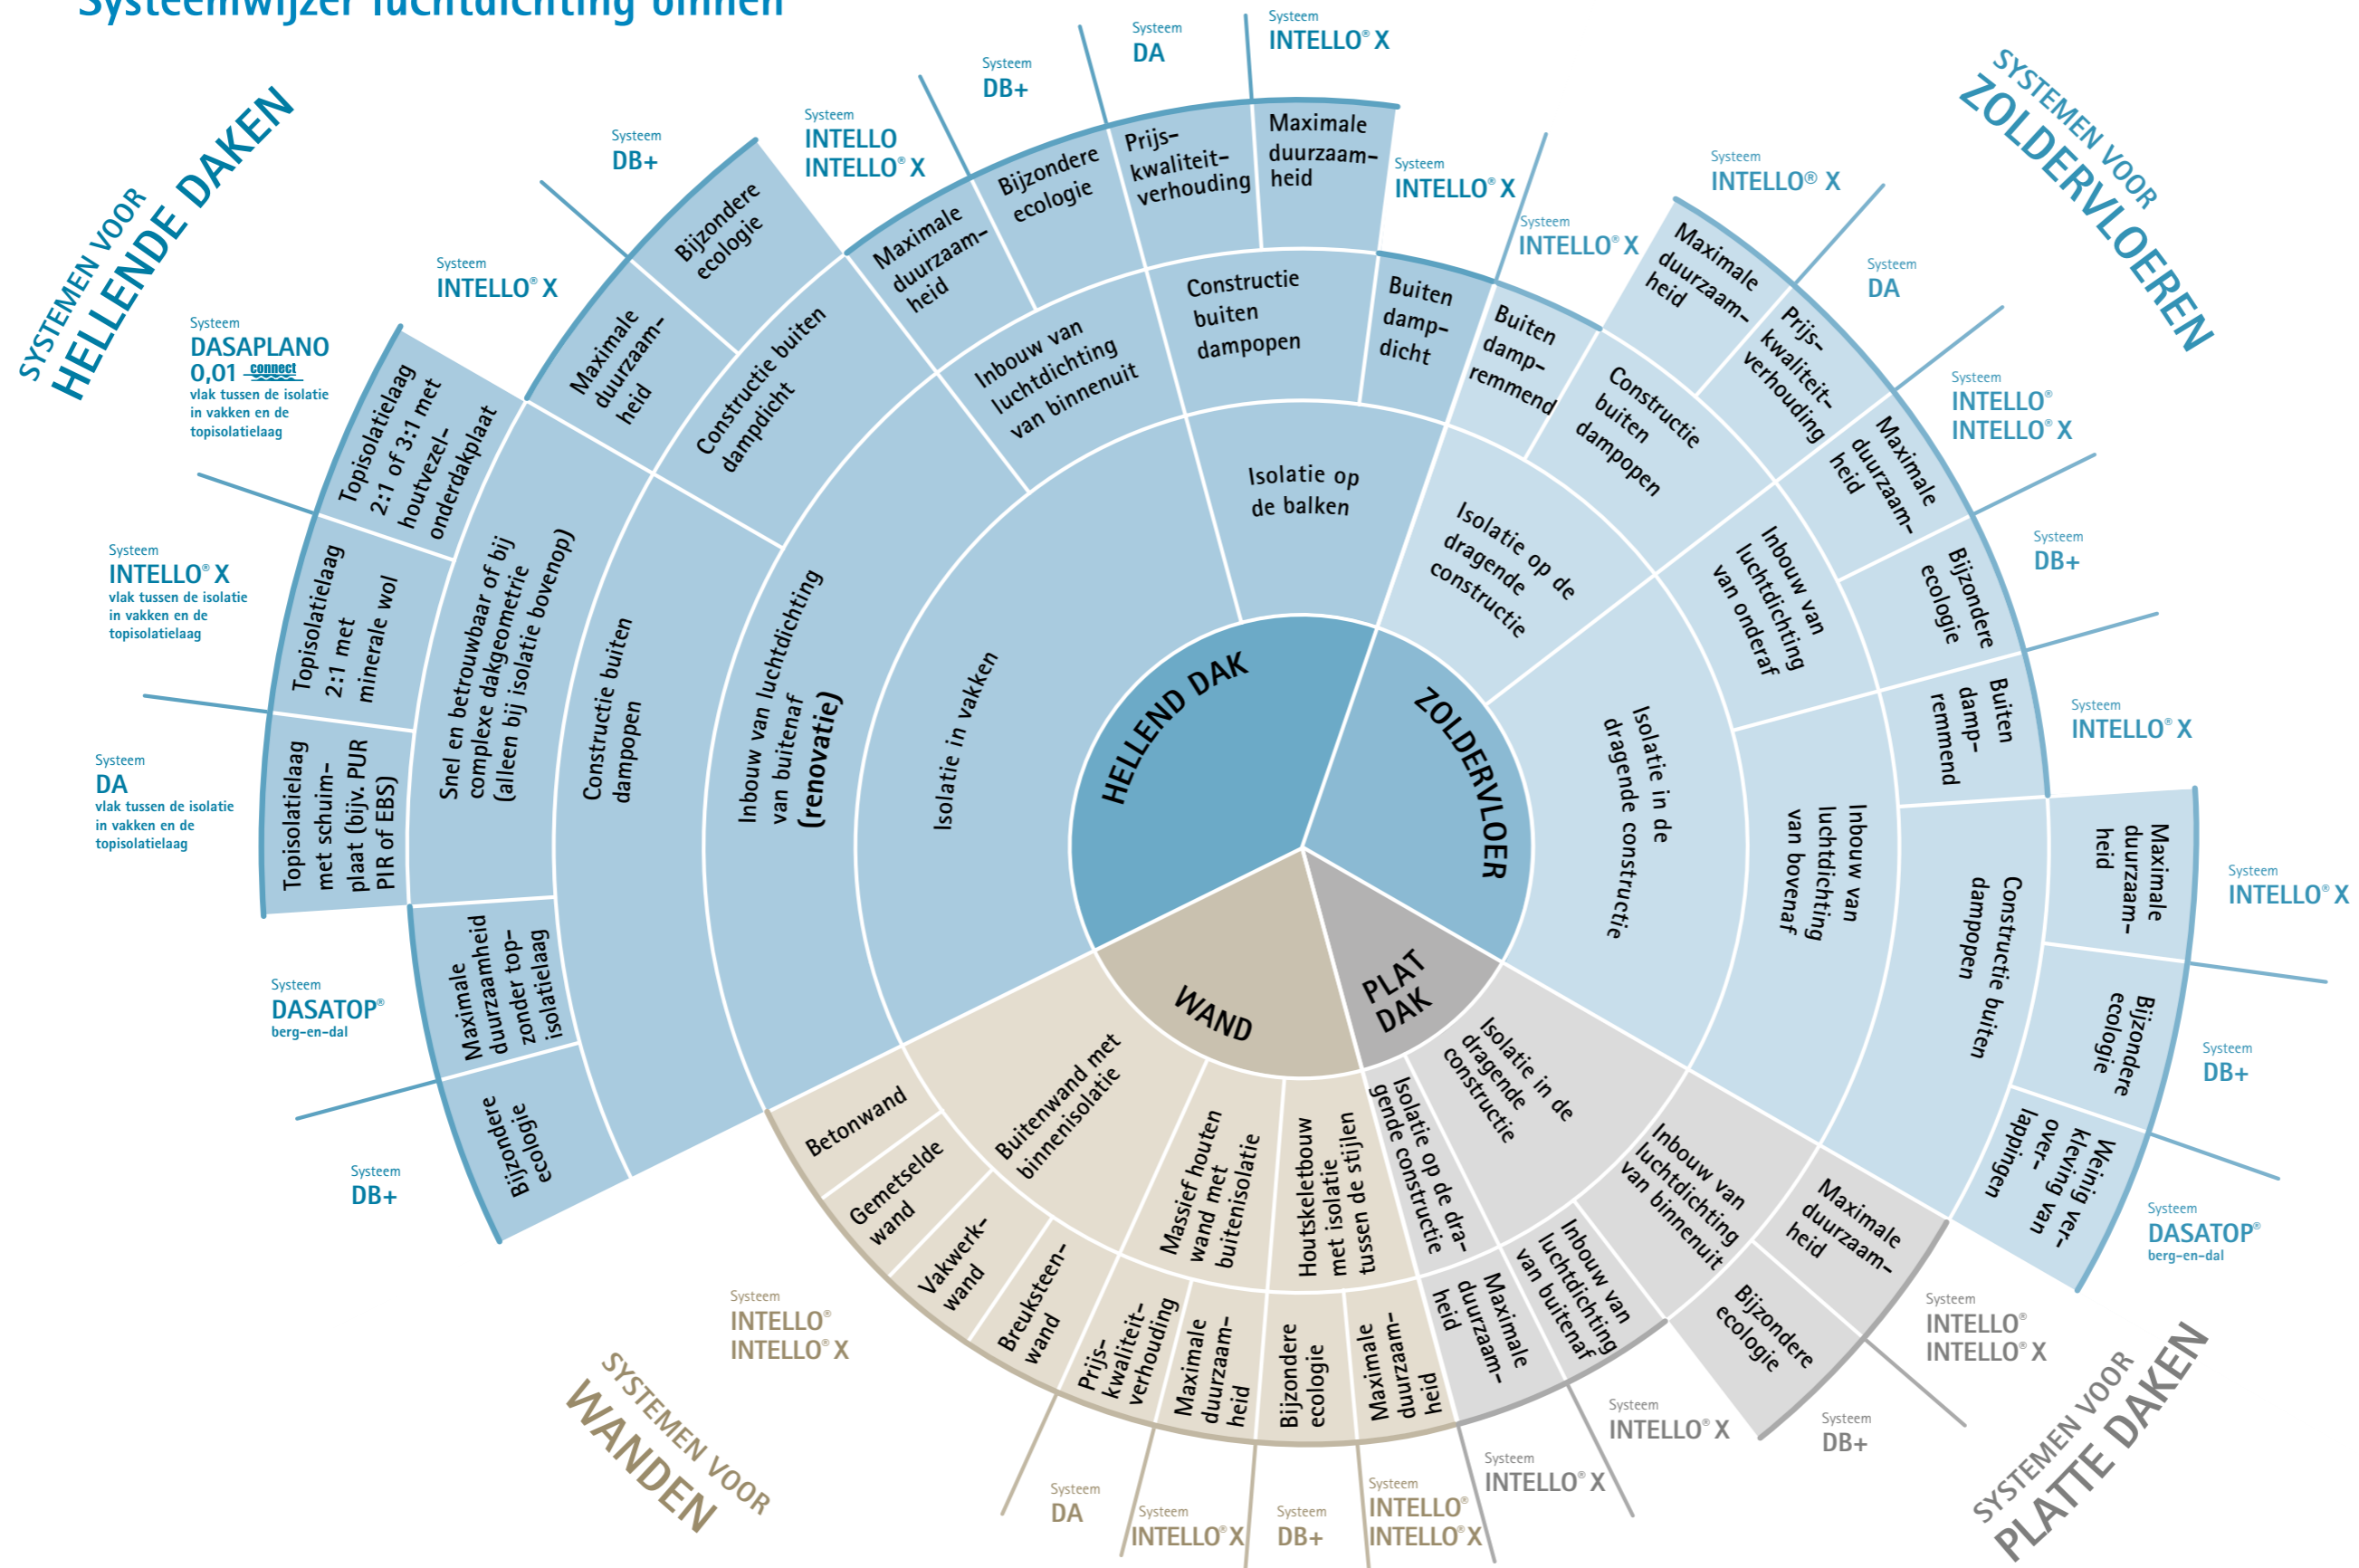 Systeemwijzer luchtdichting binnen
SYSTEMEN VOOR
HELLENDE DAKEN
HELLEND DAK
Isolatie in vakken
Inbouw van luchtdichting
van buitenaf
(renovatie)
Constructie buiten
dampopen
Bijzondere
ecologie
Systeem
DB+
Maximale
duurzaamheid
zonder top-
isolatielaag
Systeem
DASATOP®
berg-en-dal
Snel en betrouwbaar of bij
complexe dakgeometrie
(alleen bij isolatie bovenop)
Topisolatielaag
met schuim-
plaat (bijv. PUR
PIR of EBS)
Systeem
DA
vlak tussen de isolatie
in vakken en de
topisolatielaag
Topisolatielaag
2:1 met
minerale wol
Systeem
INTELLO® X
vlak tussen de isolatie
in vakken en de
topisolatielaag
Topisolatielaag
2:1 of 3:1 met
houtvezel-
onderdakplaat
Systeem
DASAPLANO
0,01 connect
vlak tussen de isolatie
in vakken en de
topisolatielaag
Constructie buiten
dampdicht
Maximale
duurzaam-
heid
Systeem
INTELLO® X
Bijzondere
ecologie
Systeem
DB+
Inbouw van
luchtdichting
van binnenuit
Maximale
duurzaam-
heid
Systeem
INTELLO
INTELLO® X
Bijzondere
ecologie
Systeem
DB+
Isolatie op
de balken
Constructie
buiten
dampopen
Prijs-
kwaliteit-
verhouding
Systeem
DA
Maximale
duurzaam-
heid
Systeem
INTELLO® X
Buiten
damp-
dicht
Systeem
INTELLO® X
SYSTEMEN VOOR
ZOLDERVLOEREN
ZOLDERVLOER
Isolatie op de
dragende
constructie
Buiten
damp-
remmend
Systeem
INTELLO® X
Constructie
buiten
dampopen
Maximale
duurzaam-
heid
Systeem
INTELLO® X
Prijs-
kwaliteit-
verhouding
Systeem
DA
Isolatie in de
dragende constructie
Inbouw van
luchtdichting
van onderaf
Maximale
duurzaam-
heid
Systeem
INTELLO®
INTELLO® X
Bijzondere
ecologie
Systeem
DB+
Inbouw van
luchtdichting
van bovenaf
Buiten
damp-
remmend
Systeem
INTELLO® X
Constructie buiten
dampopen
Maximale
duurzaam-
heid
Systeem
INTELLO® X
Bijzondere
ecologie
Systeem
DB+
Weinig ver-
kleving van
over-
lappingen
Systeem
DASATOP®
berg-en-dal
SYSTEMEN VOOR
PLATTE DAKEN
PLAT
DAK
Isolatie in de
dragende
constructie
Inbouw van
luchtdichting
van binnenuit
Maximale
duurzaam-
heid
Systeem
INTELLO®
INTELLO® X
Bijzondere
ecologie
Systeem
DB+
Inbouw van
luchtdichting
van buitenaf
Systeem
INTELLO® X
Isolatie op de dra-
gende constructie
Maximale
duurzaam-
heid
Systeem
INTELLO® X
SYSTEMEN VOOR
WANDEN
WAND
Houtskeletbouw
met isolatie
tussen de stijlen
Maximale
duurzaam-
heid
Systeem
INTELLO®
INTELLO® X
Bijzondere
ecologie
Systeem
DB+
Massief houten
wand met
buitenisolatie
Maximale
duurzaam-
heid
Systeem
INTELLO® X
Prijs-
kwaliteit-
verhouding
Systeem
DA
Buitenwand met
binnenisolatie
Breuksteen-
wand
Vakwerk-
wand
Gemetselde
wand
Betonwand
Systeem
INTELLO®
INTELLO® X